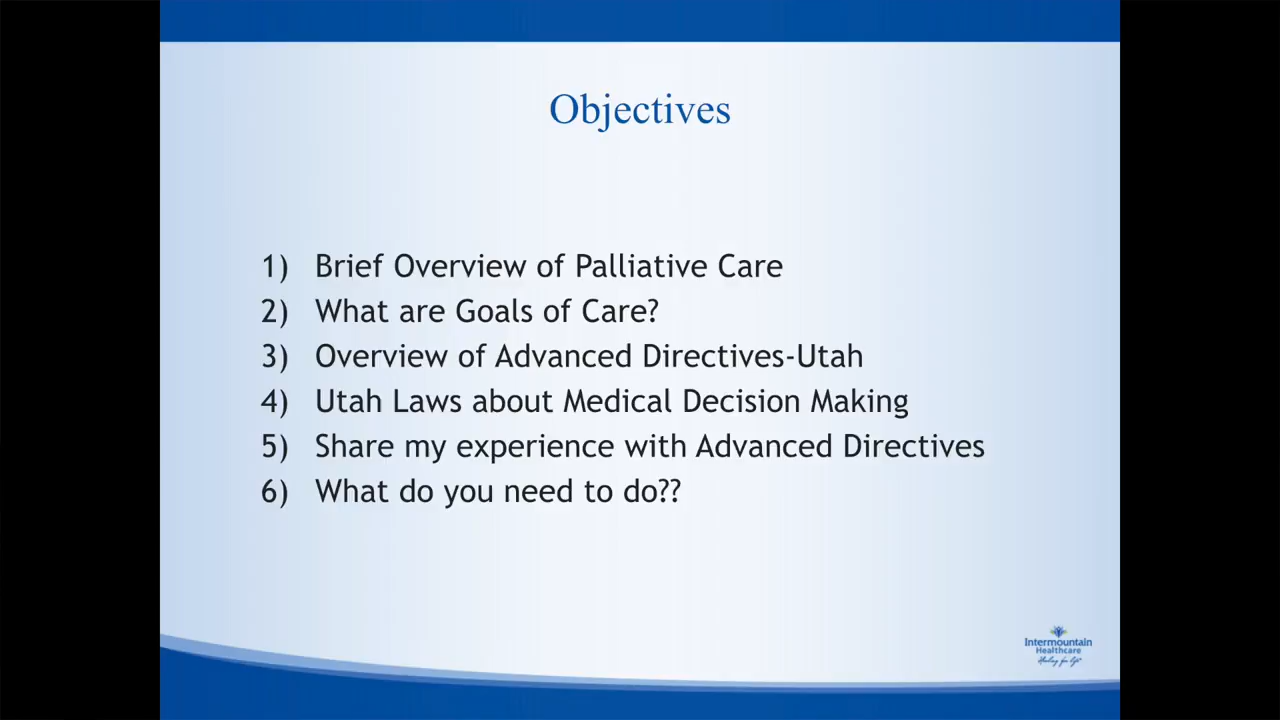 Objectives
1) Brief Overview of Palliative Care
2) What are Goals of Care?
3) Overview of Advanced Directives-Utah
4) Utah Laws about Medical Decision Making
5) Share my experience with Advanced Directives
6) What do you need to do??
Intermountain
Healthcare
Healing for life